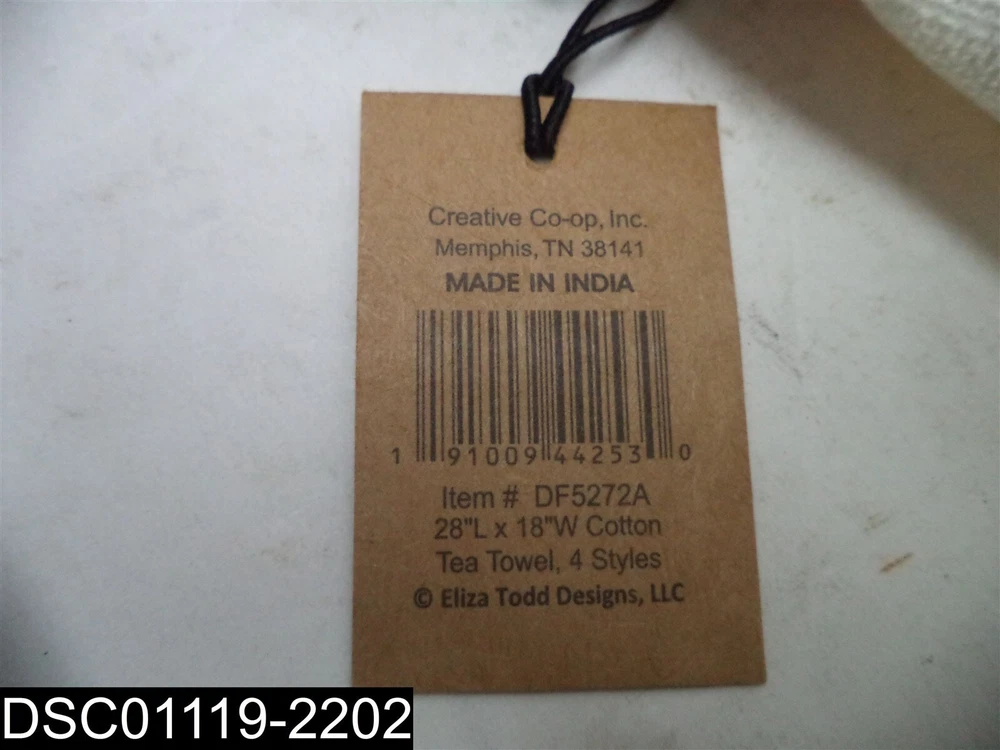 Creative Co-op, Inc.
Memphis, TN 38141
MADE IN INDIA
1 91009 44253 0
Item # DF5272A
28"L x 18"W Cotton
Tea Towel, 4 Styles
© Eliza Todd Designs, LLC
DSC01119-2202